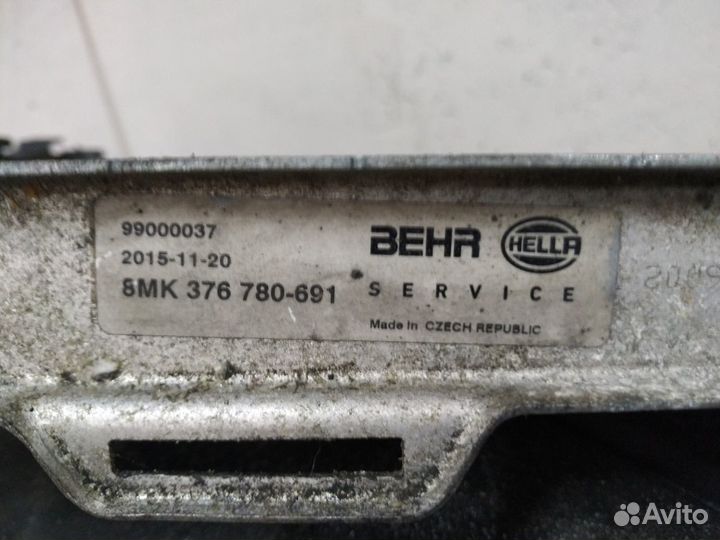 99000037
2015-11-20
8MK 376 780-691
BEHR HELLA
SERVICE
Made in CZECH REPUBLIC
Avito